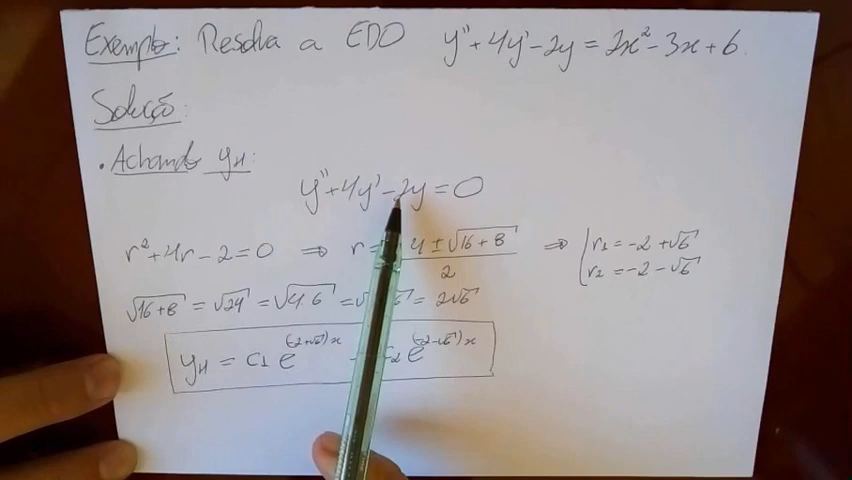 Exemplo: Resolva a EDO y'' + 4y' - 2y = 2x² - 3x + 6.
Solução:
• Achando yH:
y'' + 4y' - 2y = 0
r² + 4r - 2 = 0 ⇒ r = 4 ± √16 + 8 / 2 ⇒ { r1 = -2 + √6
r2 = -2 - √6
√16 + 8 = √24 = √4.6 = √ = 2√6
yH = C1 e^(-2+√6)x C2 e^(-2-√6)x